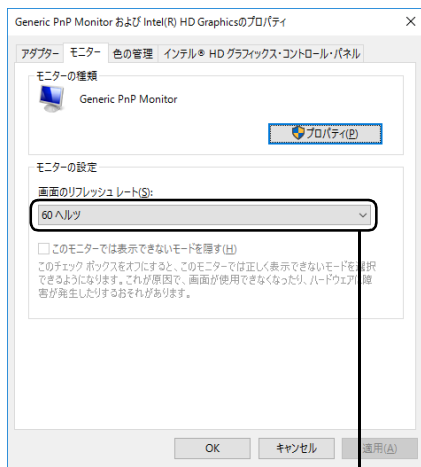 Generic PnP Monitor および Intel(R) HD Graphicsのプロパティ
アダプター モニター 色の管理 インテル® HD グラフィックス・コントロール・パネル
モニターの種類
Generic PnP Monitor
プロパティ(P)
モニターの設定
画面のリフレッシュ レート(S):
60 ヘルツ
このモニターでは表示できないモードを隠す(H)
このチェック ボックスをオフにすると、このモニターでは正しく表示できないモードを選択
できるようになります。これが原因で、画面が使用できなくなったり、ハードウェアに障
害が発生したりするおそれがあります。
OK キャンセル 適用(A)